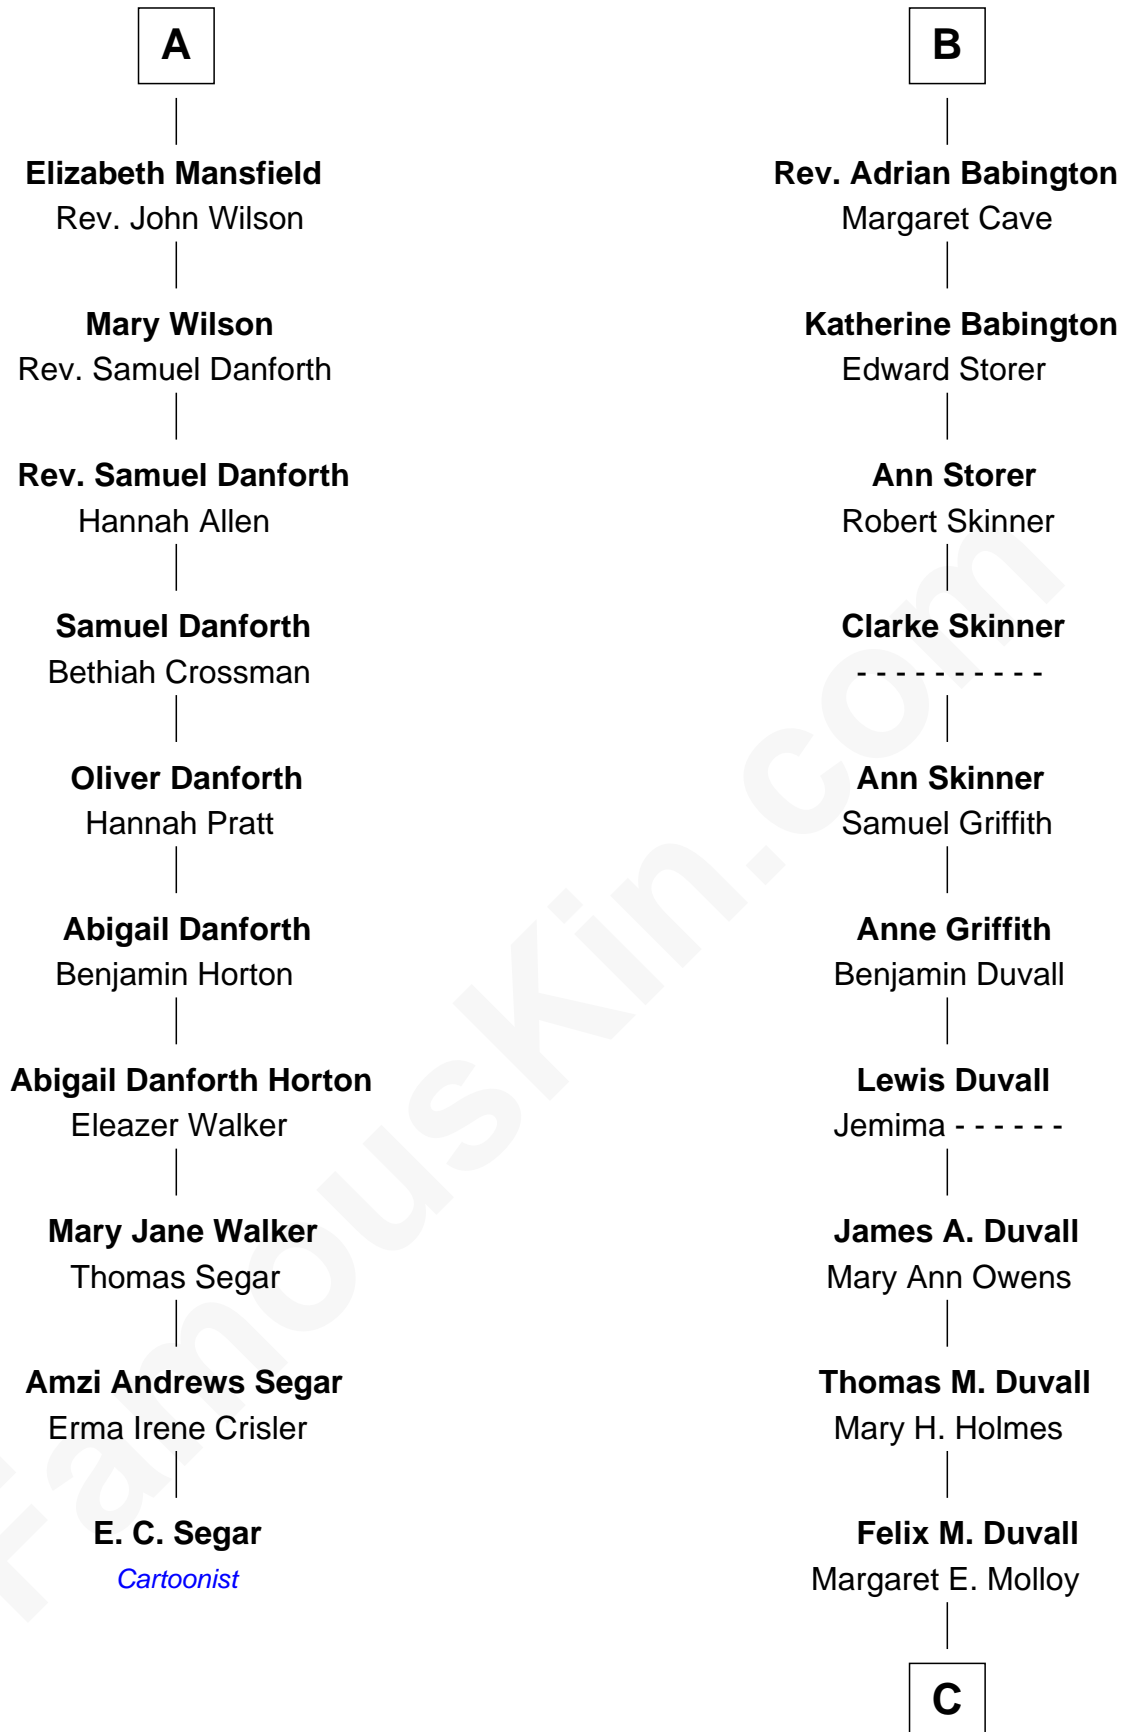 A
Elizabeth Mansfield
Rev. John Wilson
Mary Wilson
Rev. Samuel Danforth
Rev. Samuel Danforth
Hannah Allen
Samuel Danforth
Bethiah Crossman
Oliver Danforth
Hannah Pratt
Abigail Danforth
Benjamin Horton
Abigail Danforth Horton
Eleazer Walker
Mary Jane Walker
Thomas Segar
Amzi Andrews Segar
Erma Irene Crisler
E. C. Segar
Cartoonist
B
Rev. Adrian Babington
Margaret Cave
Katherine Babington
Edward Storer
Ann Storer
Robert Skinner
Clarke Skinner
- - - - - - - - - -
Ann Skinner
Samuel Griffith
Anne Griffith
Benjamin Duvall
Lewis Duvall
Jemima - - - - - -
James A. Duvall
Mary Ann Owens
Thomas M. Duvall
Mary H. Holmes
Felix M. Duvall
Margaret E. Molloy
C
FamousKin.com